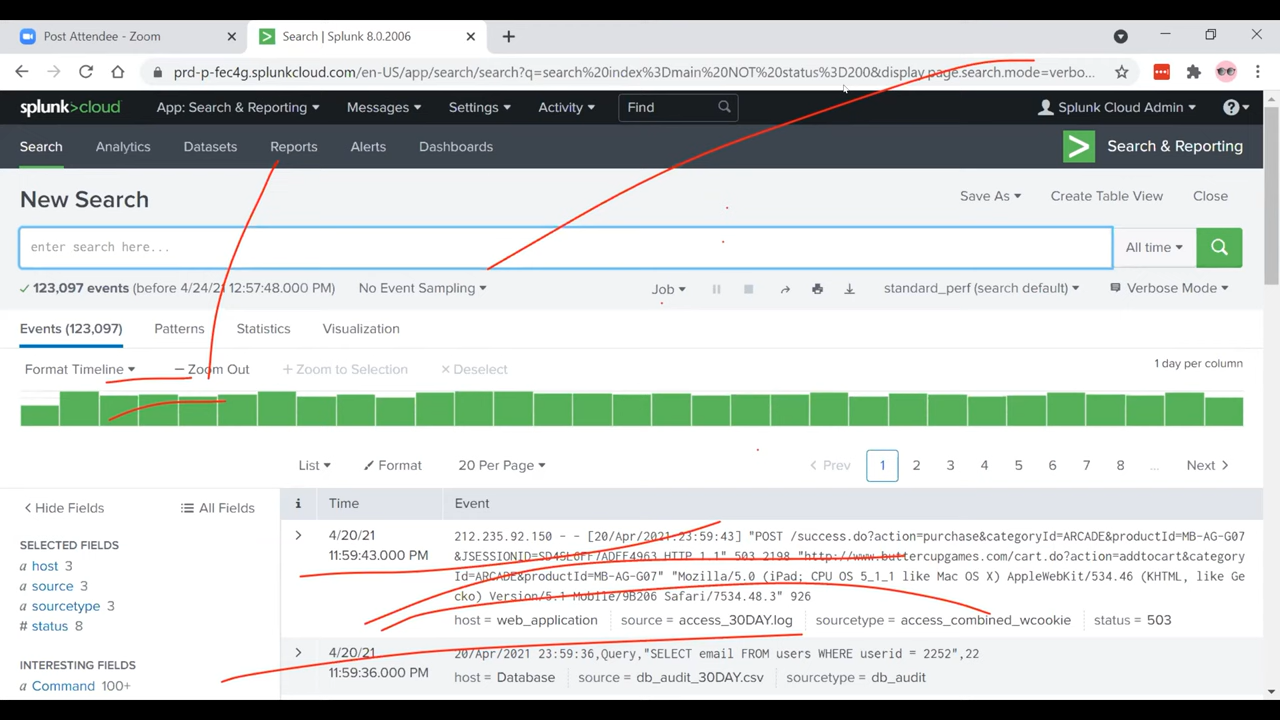 Post Attendee - Zoom
Search | Splunk 8.0.2006
prd-p-fec4g.splunkcloud.com/en-US/app/search/search?q=search%20index%3Dmain%20NOT%20status%3D200&display.page.search.mode=verbo...
splunk>cloud App: Search & Reporting Messages Settings Activity Find Splunk Cloud Admin
Search Analytics Datasets Reports Alerts Dashboards Search & Reporting
New Search Save As Create Table View Close
enter search here... All time
123,097 events (before 4/24/21 12:57:48.000 PM) No Event Sampling Job standard_perf (search default) Verbose Mode
Events (123,097) Patterns Statistics Visualization
Format Timeline — Zoom Out + Zoom to Selection × Deselect 1 day per column
List Format 20 Per Page < Prev 1 2 3 4 5 6 7 8 ... Next >
< Hide Fields All Fields i Time Event
SELECTED FIELDS
a host 3
a source 3
a sourcetype 3
# status 8
INTERESTING FIELDS
a Command 100+
4/20/21
11:59:43.000 PM
212.235.92.150 - - [20/Apr/2021:23:59:43] "POST /success.do?action=purchase&categoryId=ARCADE&productId=MB-AG-G07
&JSESSIONID=SD4SL6FF7ADFF4963 HTTP 1.1" 503 2198 "http://www.buttercupgames.com/cart.do?action=addtocart&category
Id=ARCADE&productId=MB-AG-G07" "Mozilla/5.0 (iPad; CPU OS 5_1_1 like Mac OS X) AppleWebKit/534.46 (KHTML, like Ge
cko) Version/5.1 Mobile/9B206 Safari/7534.48.3" 926
host = web_application source = access_30DAY.log sourcetype = access_combined_wcookie status = 503
4/20/21
11:59:36.000 PM
20/Apr/2021 23:59:36,Query,"SELECT email FROM users WHERE userid = 2252",22
host = Database source = db_audit_30DAY.csv sourcetype = db_audit